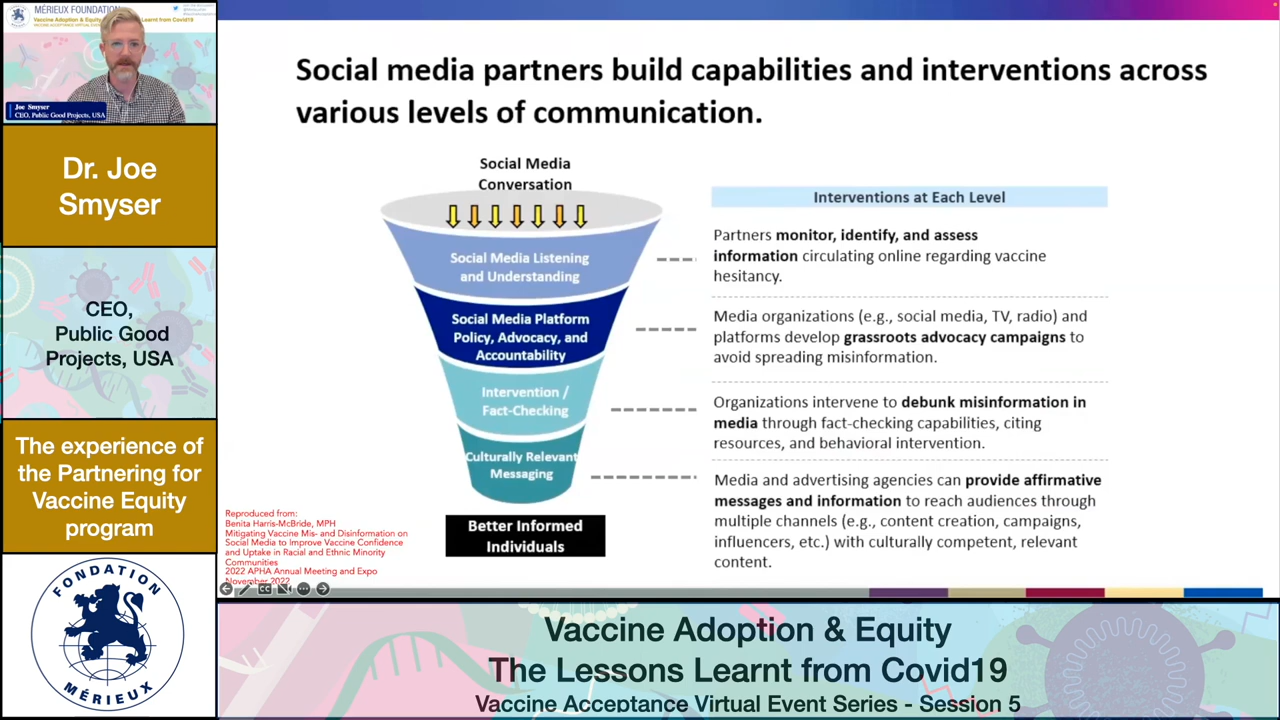 MÉRIEUX FOUNDATION
Vaccine Adoption & Equity
Lessons Learnt from Covid19
Joe Smyser
CEO, Public Good Projects, USA
Dr. Joe
Smyser
CEO,
Public Good
Projects, USA
The experience of
the Partnering for
Vaccine Equity
program
FONDATION
MÉRIEUX
Social media partners build capabilities and interventions across
various levels of communication.
Social Media
Conversation
Social Media Listening
and Understanding
Social Media Platform
Policy, Advocacy, and
Accountability
Intervention /
Fact-Checking
Culturally Relevant
Messaging
Better Informed
Individuals
Interventions at Each Level
Partners monitor, identify, and assess
information circulating online regarding vaccine
hesitancy.
Media organizations (e.g., social media, TV, radio) and
platforms develop grassroots advocacy campaigns to
avoid spreading misinformation.
Organizations intervene to debunk misinformation in
media through fact-checking capabilities, citing
resources, and behavioral intervention.
Media and advertising agencies can provide affirmative
messages and information to reach audiences through
multiple channels (e.g., content creation, campaigns,
influencers, etc.) with culturally competent, relevant
content.
Reproduced from:
Benita Harris-McBride, MPH
Mitigating Vaccine Mis- and Disinformation on
Social Media to Improve Vaccine Confidence
and Uptake in Racial and Ethnic Minority
Communities
2022 APHA Annual Meeting and Expo
November 2022
CC
Vaccine Adoption & Equity
The Lessons Learnt from Covid19
Vaccine Acceptance Virtual Event Series - Session 5